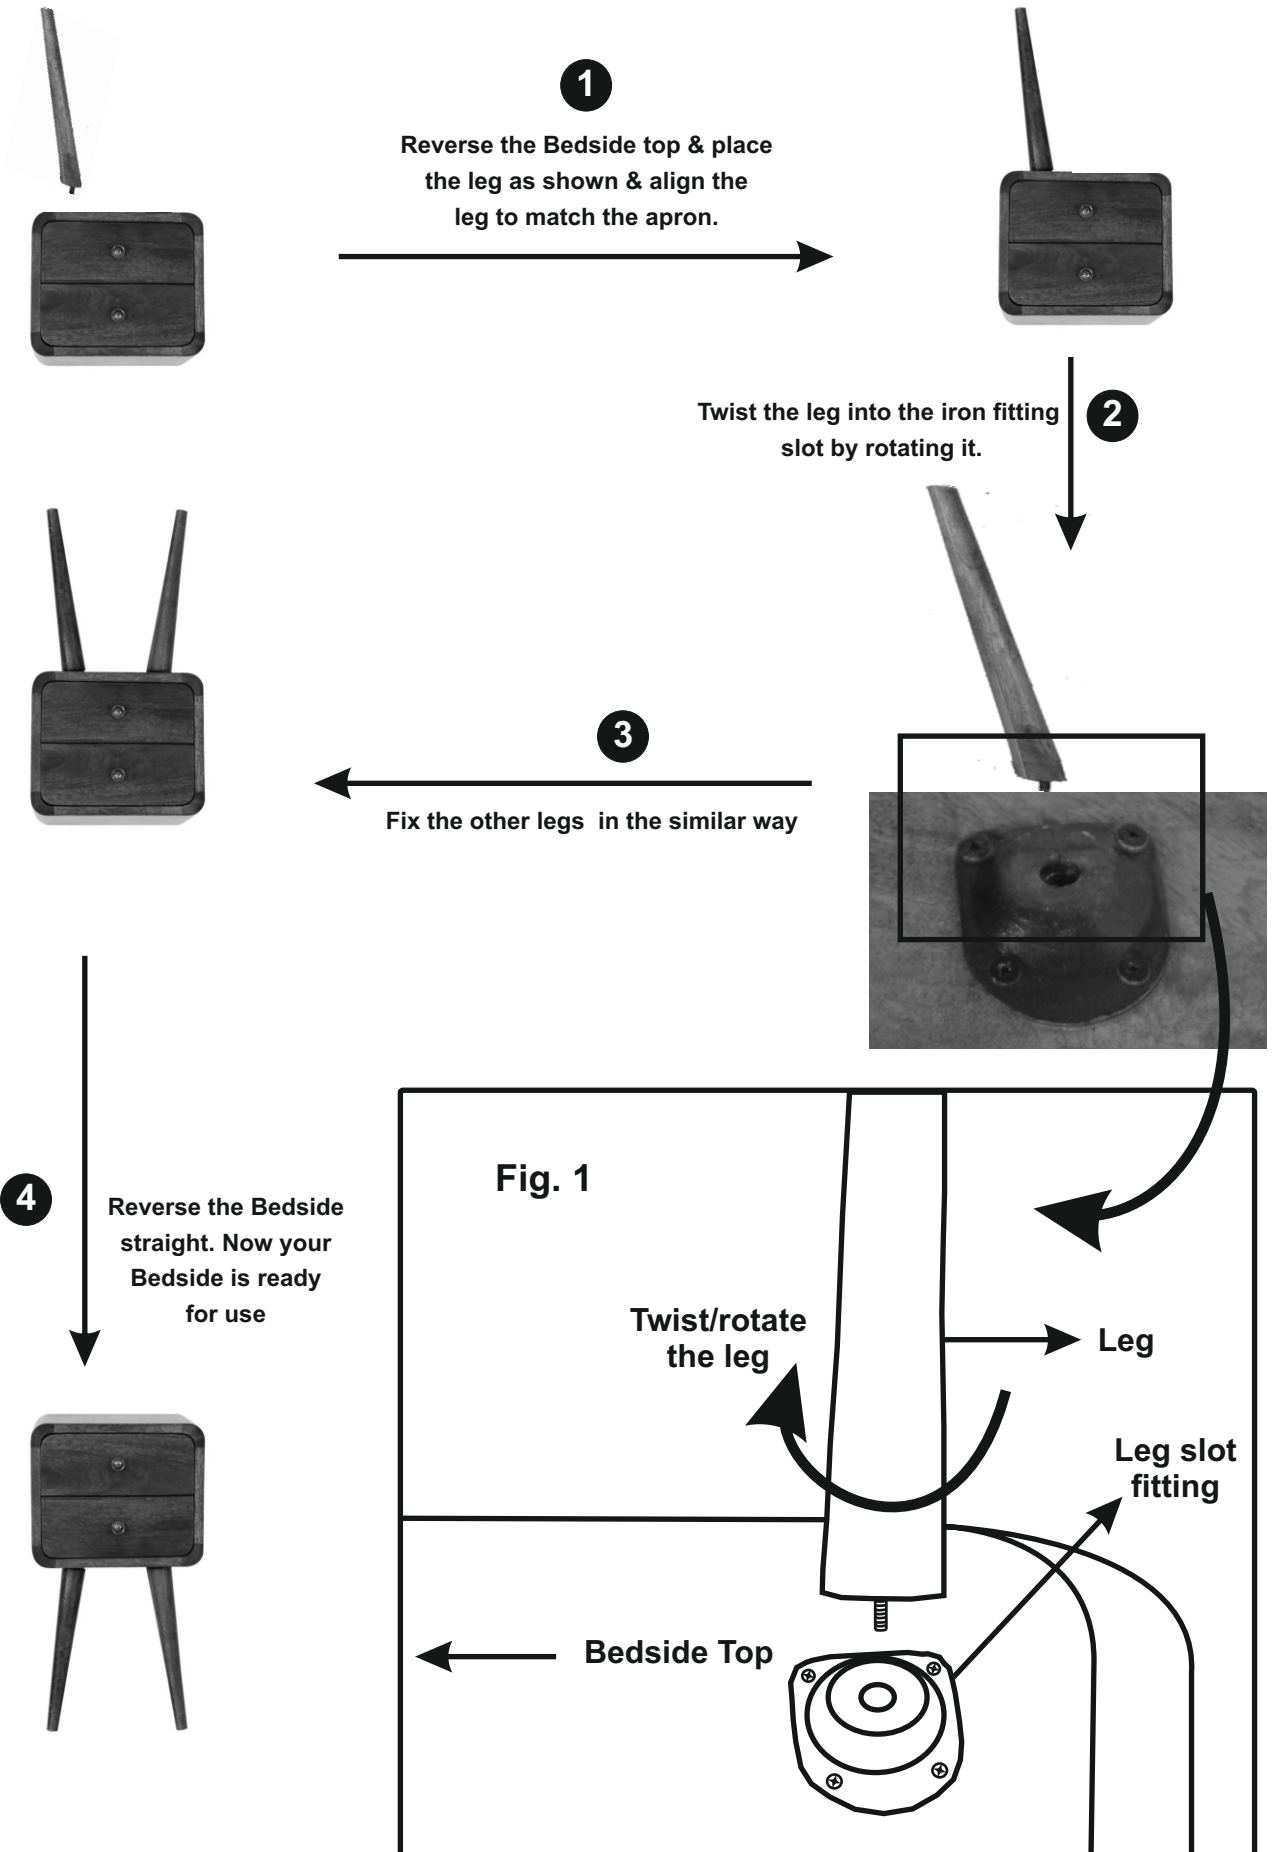 1
Reverse the Bedside top & place
the leg as shown & align the
leg to match the apron.
2
Twist the leg into the iron fitting
slot by rotating it.
3
Fix the other legs  in the similar way
4
Reverse the Bedside
straight. Now your
Bedside is ready
for use
Fig. 1
Twist/rotate
the leg
Leg
Leg slot
fitting
Bedside Top